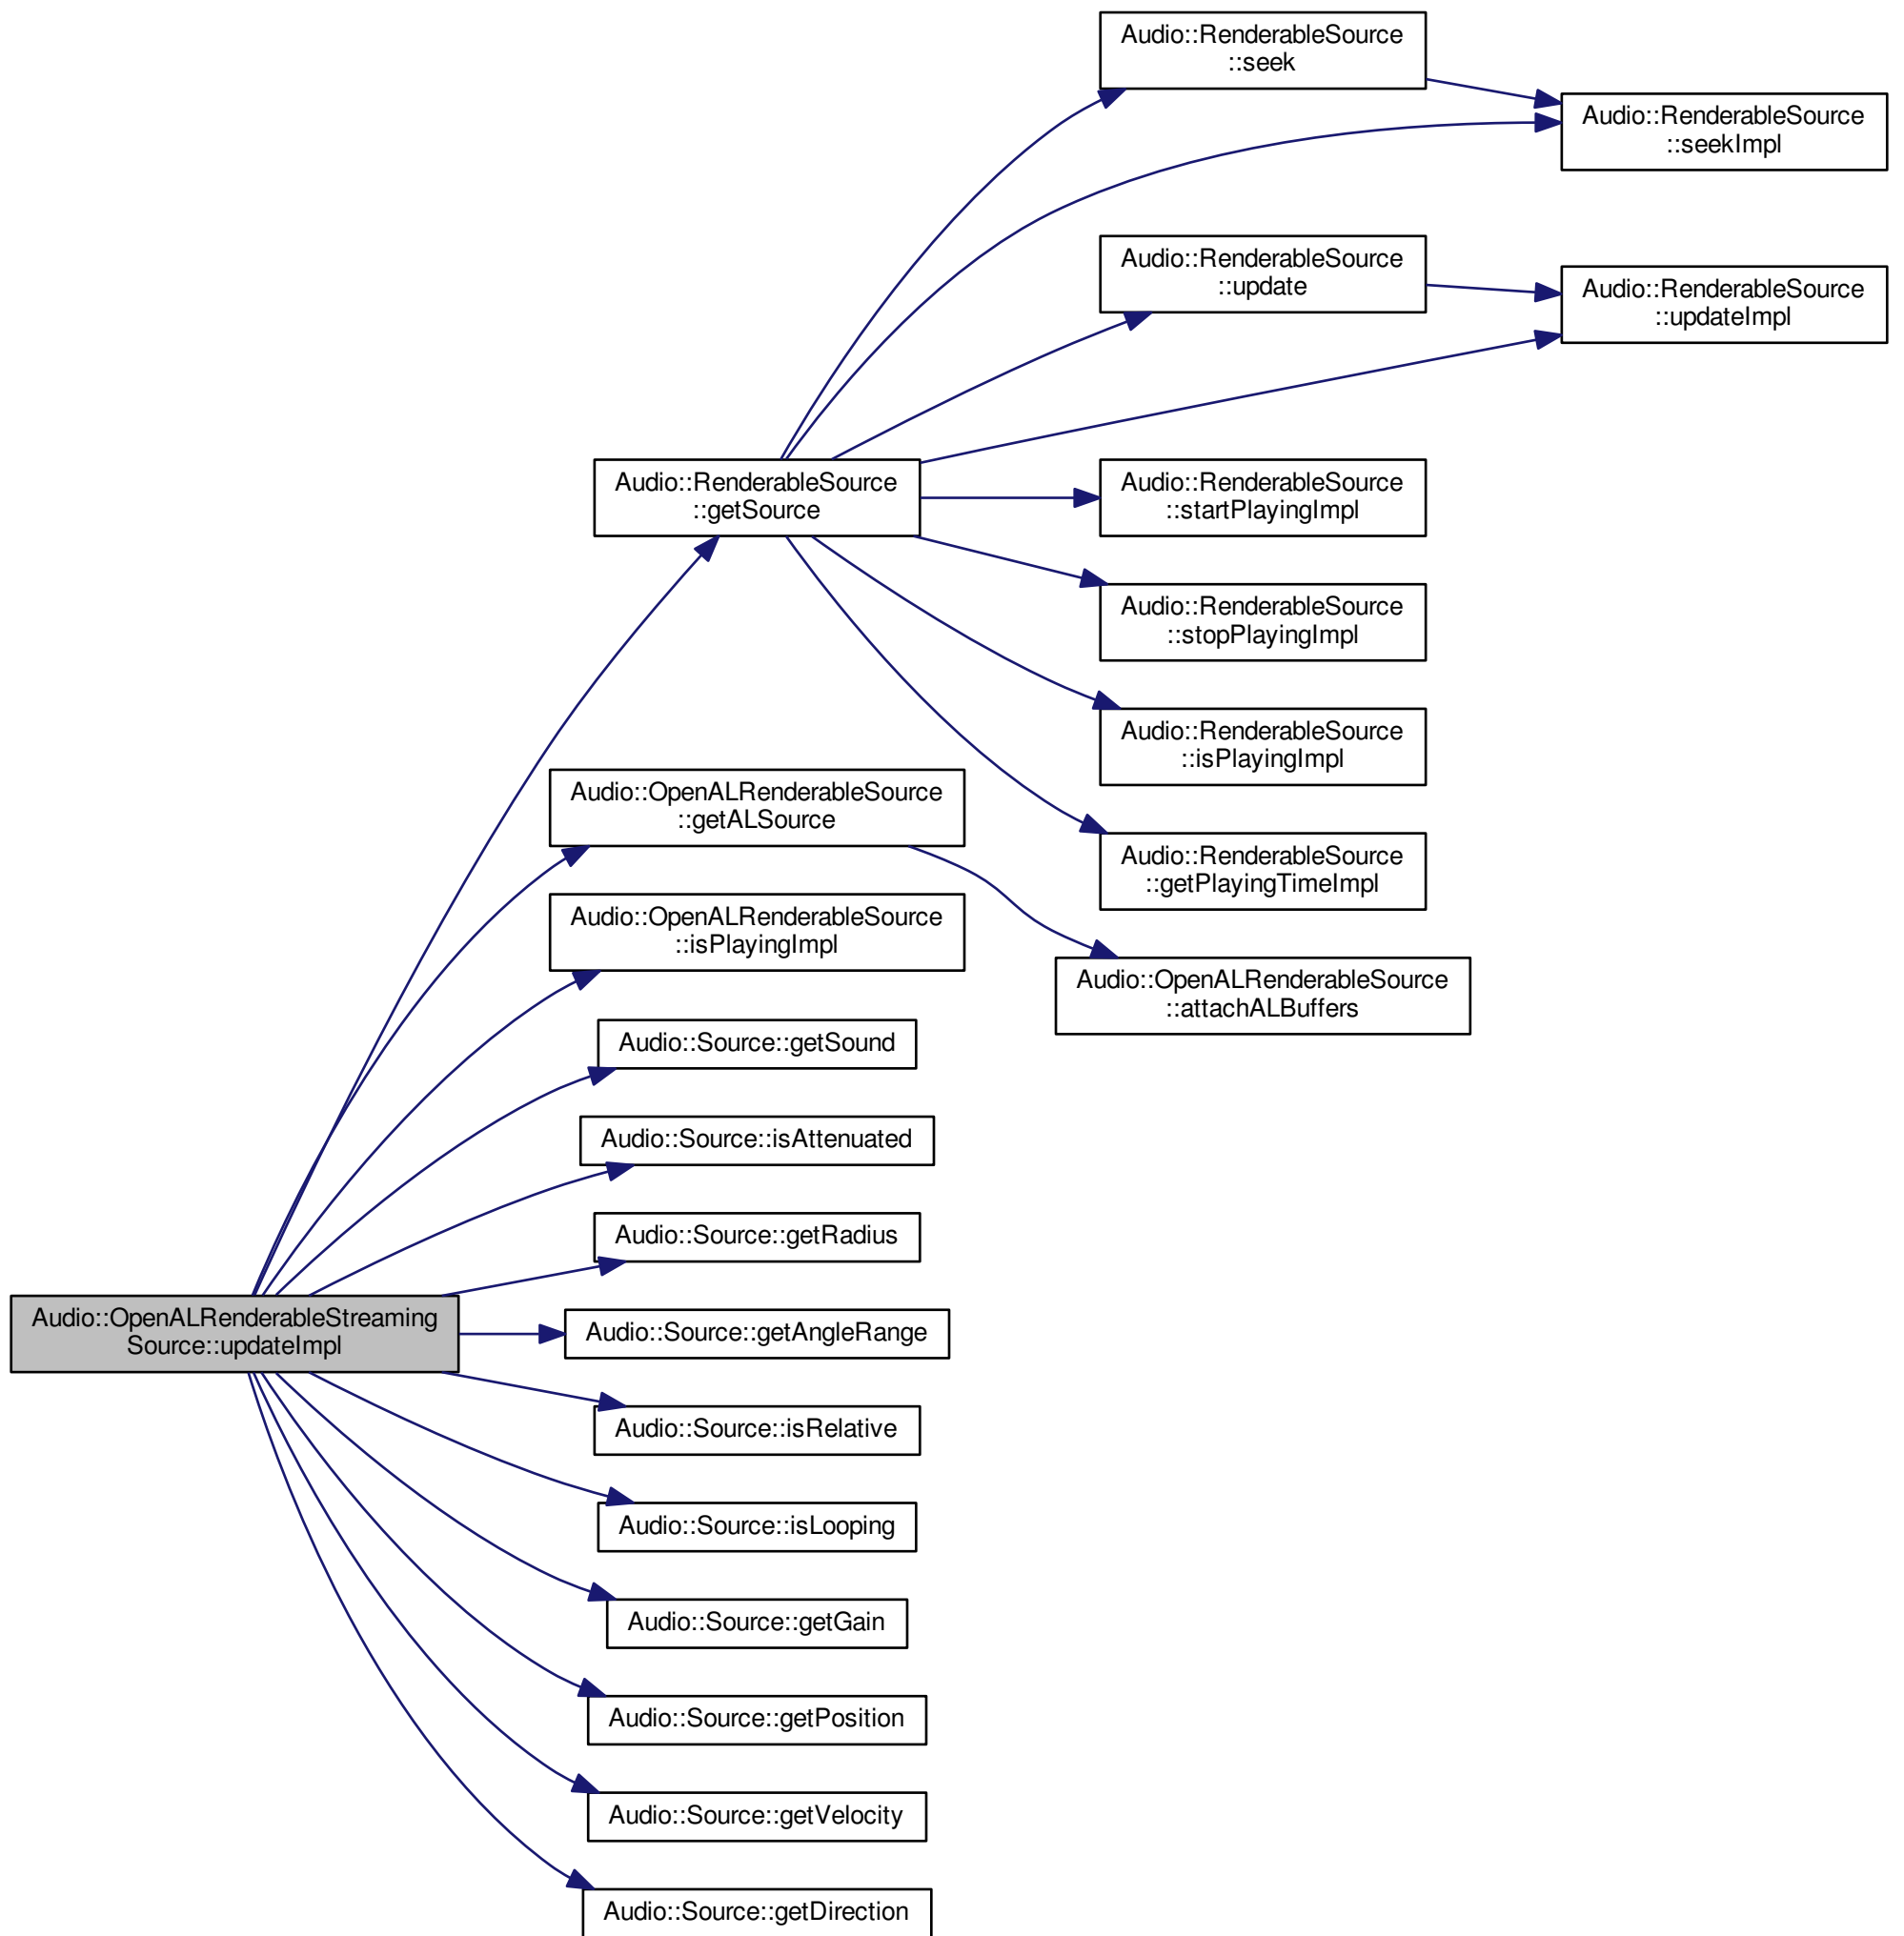 Audio::RenderableSource
::seek
Audio::RenderableSource
::seekImpl
Audio::RenderableSource
::update
Audio::RenderableSource
::updateImpl
Audio::RenderableSource
::getSource
Audio::RenderableSource
::startPlayingImpl
Audio::RenderableSource
::stopPlayingImpl
Audio::RenderableSource
::isPlayingImpl
Audio::OpenALRenderableSource
::getALSource
Audio::RenderableSource
::getPlayingTimeImpl
Audio::OpenALRenderableSource
::isPlayingImpl
Audio::OpenALRenderableSource
::attachALBuffers
Audio::Source::getSound
Audio::Source::isAttenuated
Audio::Source::getRadius
Audio::OpenALRenderableStreaming
Source::updateImpl
Audio::Source::getAngleRange
Audio::Source::isRelative
Audio::Source::isLooping
Audio::Source::getGain
Audio::Source::getPosition
Audio::Source::getVelocity
Audio::Source::getDirection